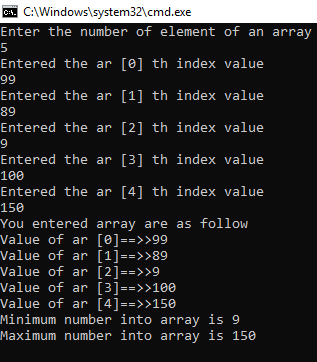 C:\Windows\system32\cmd.exe
Enter the number of element of an array
5
Entered the ar [0] th index value
99
Entered the ar [1] th index value
89
Entered the ar [2] th index value
9
Entered the ar [3] th index value
100
Entered the ar [4] th index value
150
You entered array are as follow
Value of ar [0]==>>99
Value of ar [1]==>>89
Value of ar [2]==>>9
Value of ar [3]==>>100
Value of ar [4]==>>150
Minimum number into array is 9
Maximum number into array is 150